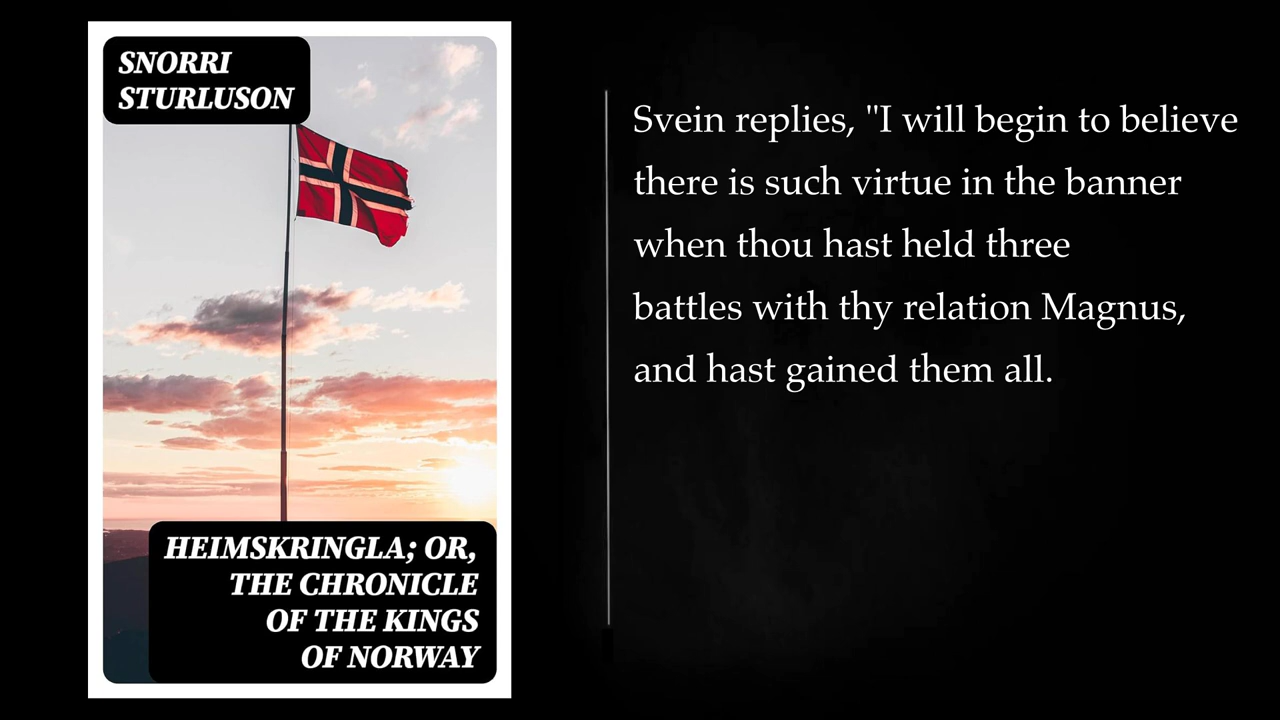 SNORRI
STURLUSON
HEIMSKRINGLA; OR,
THE CHRONICLE
OF THE KINGS
OF NORWAY
Svein replies, "I will begin to believe
there is such virtue in the banner
when thou hast held three
battles with thy relation Magnus,
and hast gained them all.